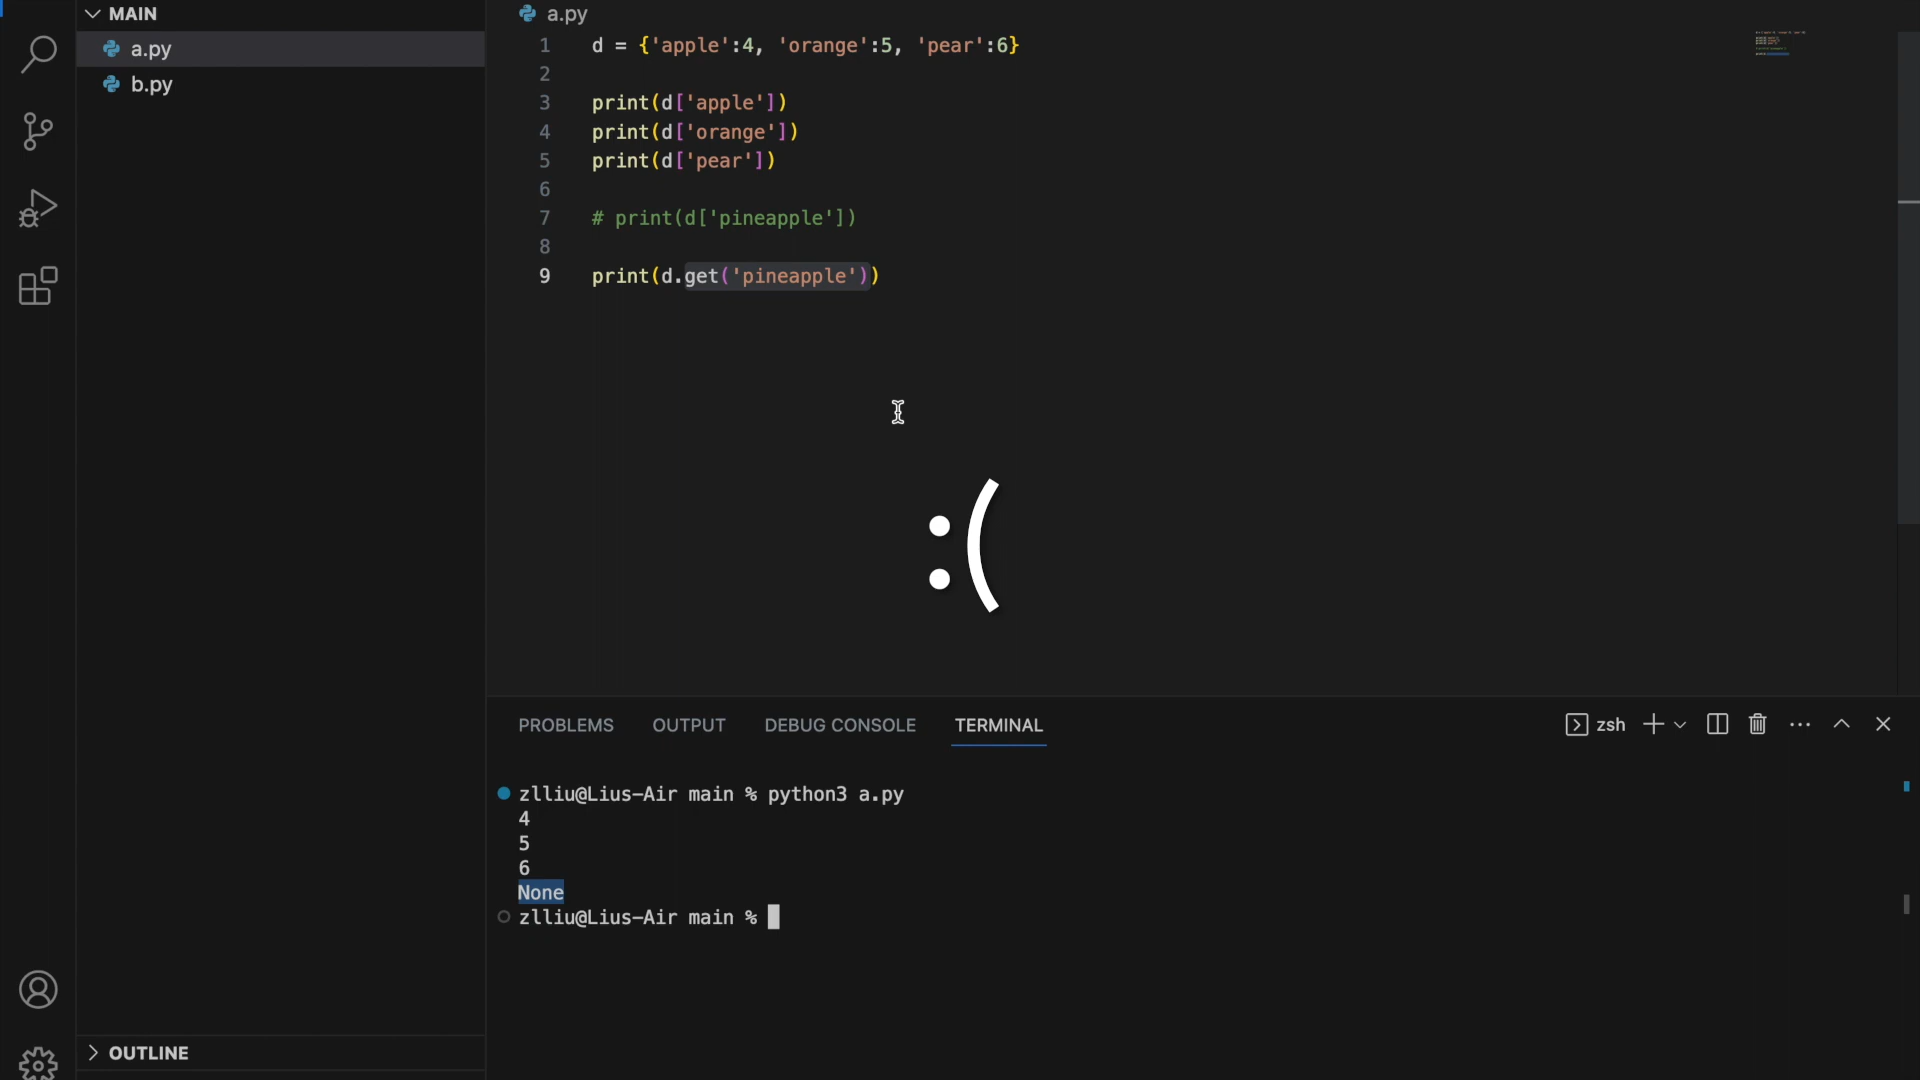 MAIN
a.py
b.py
a.py
1 d = {'apple':4, 'orange':5, 'pear':6}
2
3 print(d['apple'])
4 print(d['orange'])
5 print(d['pear'])
6
7 # print(d['pineapple'])
8
9 print(d.get('pineapple'))
:(
PROBLEMS OUTPUT DEBUG CONSOLE TERMINAL zsh
zlliu@Lius-Air main % python3 a.py
4
5
6
None
zlliu@Lius-Air main %
OUTLINE